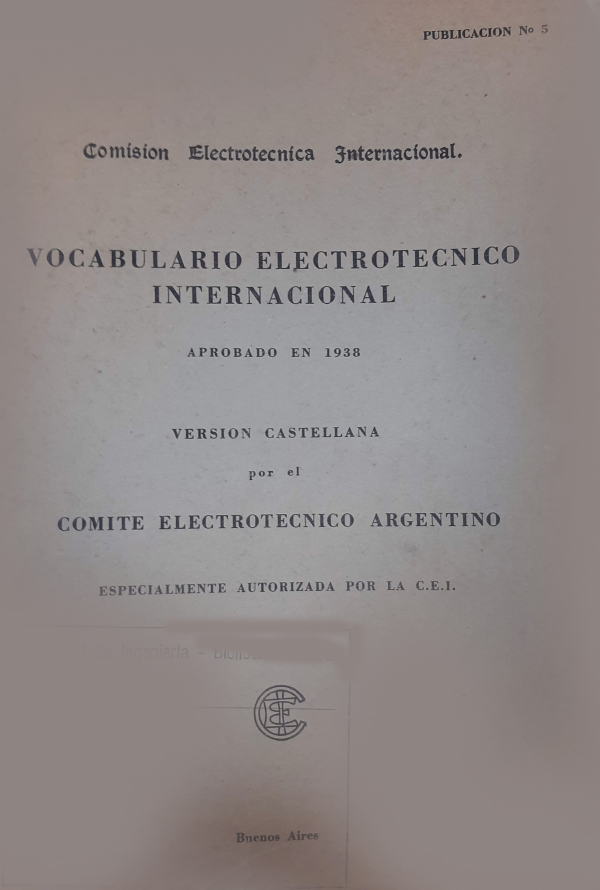 PUBLICACION Nº 5
Comision Electrotecnica Internacional.
VOCABULARIO ELECTROTECNICO
INTERNACIONAL
APROBADO EN 1938
VERSION CASTELLANA
por el
COMITE ELECTROTECNICO ARGENTINO
ESPECIALMENTE AUTORIZADA POR LA C.E.I.
Ingeniería -
Buenos Aires